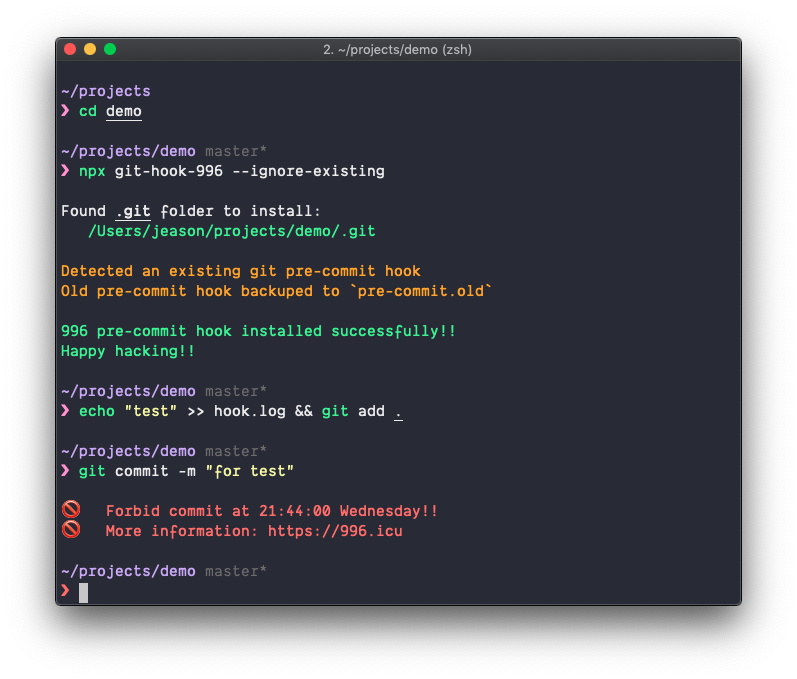 2. ~/projects/demo (zsh)
~/projects
❯ cd demo
~/projects/demo master*
❯ npx git-hook-996 --ignore-existing
Found .git folder to install:
/Users/jeason/projects/demo/.git
Detected an existing git pre-commit hook
Old pre-commit hook backuped to `pre-commit.old`
996 pre-commit hook installed successfully!!
Happy hacking!!
~/projects/demo master*
❯ echo "test" >> hook.log && git add .
~/projects/demo master*
❯ git commit -m "for test"
🚫 Forbid commit at 21:44:00 Wednesday!!
🚫 More information: https://996.icu
~/projects/demo master*
❯